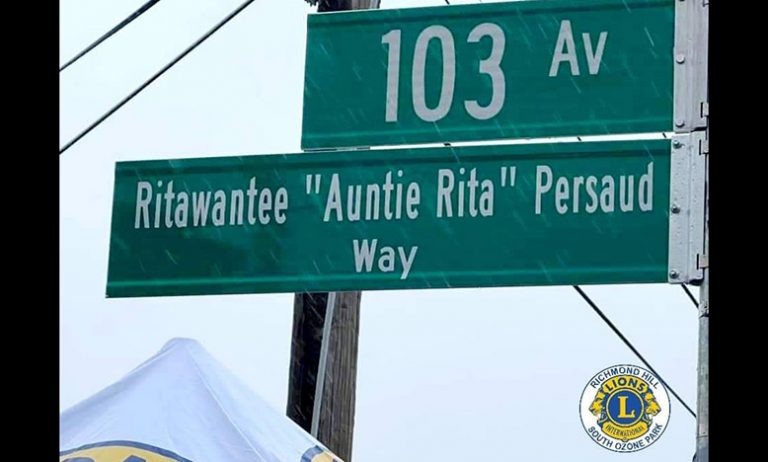 103 Av
Ritawantee "Auntie Rita" Persaud
Way
RICHMOND HILL
LIONS
L
INTERNATIONAL
SOUTH OZONE PARK